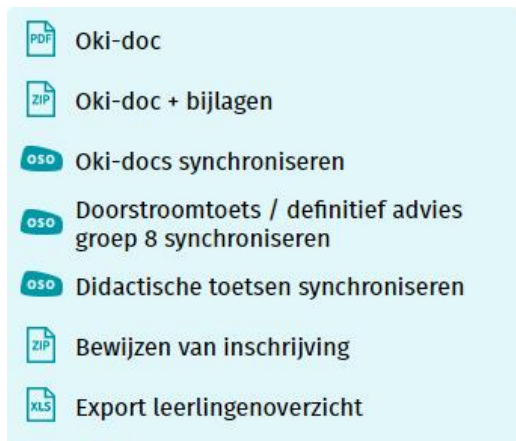 PDF Oki-doc
ZIP Oki-doc + bijlagen
oso Oki-docs synchroniseren
oso Doorstroomtoets / definitief advies
groep 8 synchroniseren
oso Didactische toetsen synchroniseren
ZIP Bewijzen van inschrijving
XLS Export leerlingenoverzicht